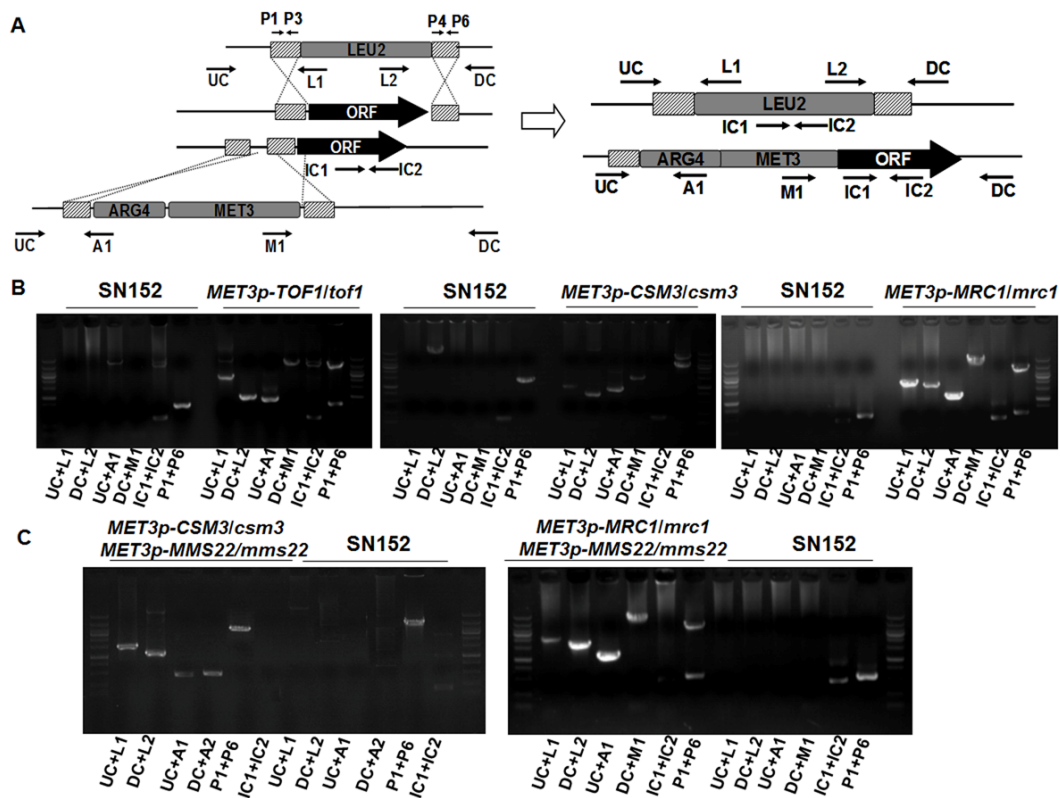 A
P1 P3
P4 P6
LEU2
UC
L1
L2
DC
ORF
ORF
IC1
IC2
ARG4
MET3
UC
A1
M1
DC
UC
L1
L2
DC
LEU2
IC1
IC2
ARG4
MET3
ORF
UC
A1
M1
IC1
IC2
DC
B
SN152
MET3p-TOF1/tof1
SN152
MET3p-CSM3/csm3
SN152
MET3p-MRC1/mrc1
UC+L1
DC+L2
UC+A1
DC+M1
IC1+IC2
P1+P6
UC+L1
DC+L2
UC+A1
DC+M1
IC1+IC2
P1+P6
UC+L1
DC+L2
UC+A1
DC+M1
IC1+IC2
P1+P6
UC+L1
DC+L2
UC+A1
DC+M1
IC1+IC2
P1+P6
UC+L1
DC+L2
UC+A1
DC+M1
IC1+IC2
P1+P6
UC+L1
DC+L2
UC+A1
DC+M1
IC1+IC2
P1+P6
C
MET3p-CSM3/csm3
MET3p-MMS22/mms22
SN152
MET3p-MRC1/mrc1
MET3p-MMS22/mms22
SN152
UC+L1
DC+L2
UC+A1
DC+A2
P1+P6
IC1+IC2
UC+L1
DC+L2
UC+A1
DC+A2
P1+P6
IC1+IC2
UC+L1
DC+L2
UC+A1
DC+M1
IC1+IC2
P1+P6
UC+L1
DC+L2
UC+A1
DC+M1
IC1+IC2
P1+P6